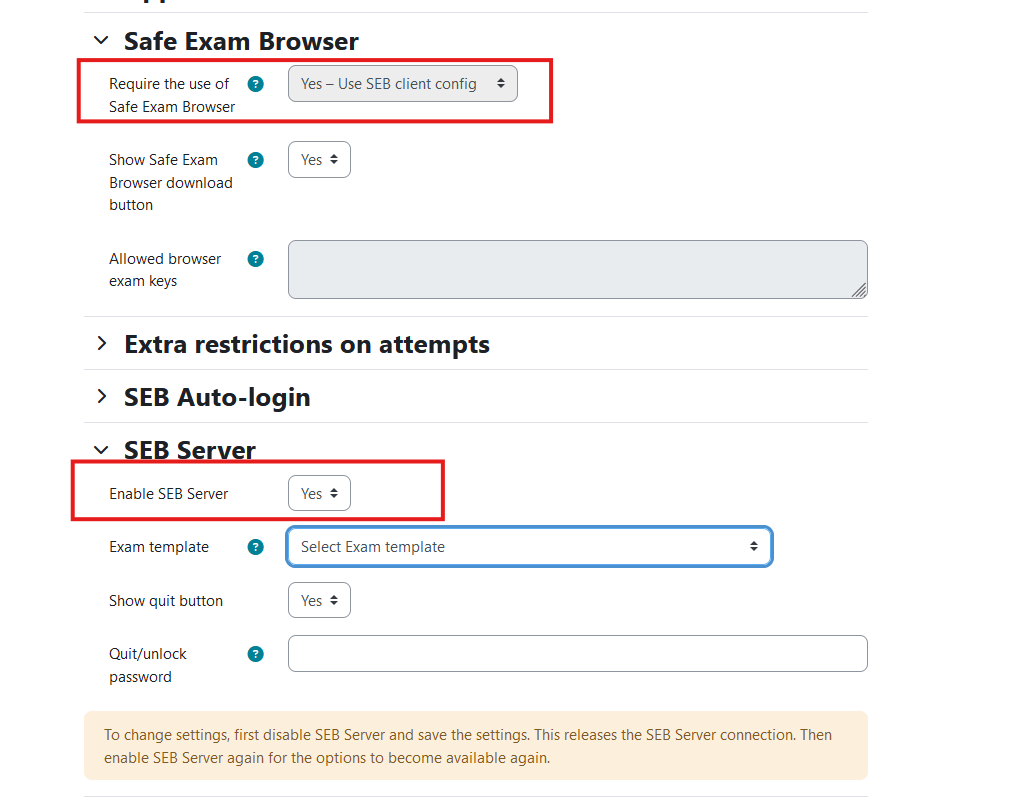 Safe Exam Browser
Require the use of
Safe Exam Browser
?
Yes – Use SEB client config
Show Safe Exam
Browser download
button
?
Yes
Allowed browser
exam keys
?
Extra restrictions on attempts
SEB Auto-login
SEB Server
Enable SEB Server
Yes
Exam template
?
Select Exam template
Show quit button
Yes
Quit/unlock
password
?
To change settings, first disable SEB Server and save the settings. This releases the SEB Server connection. Then
enable SEB Server again for the options to become available again.